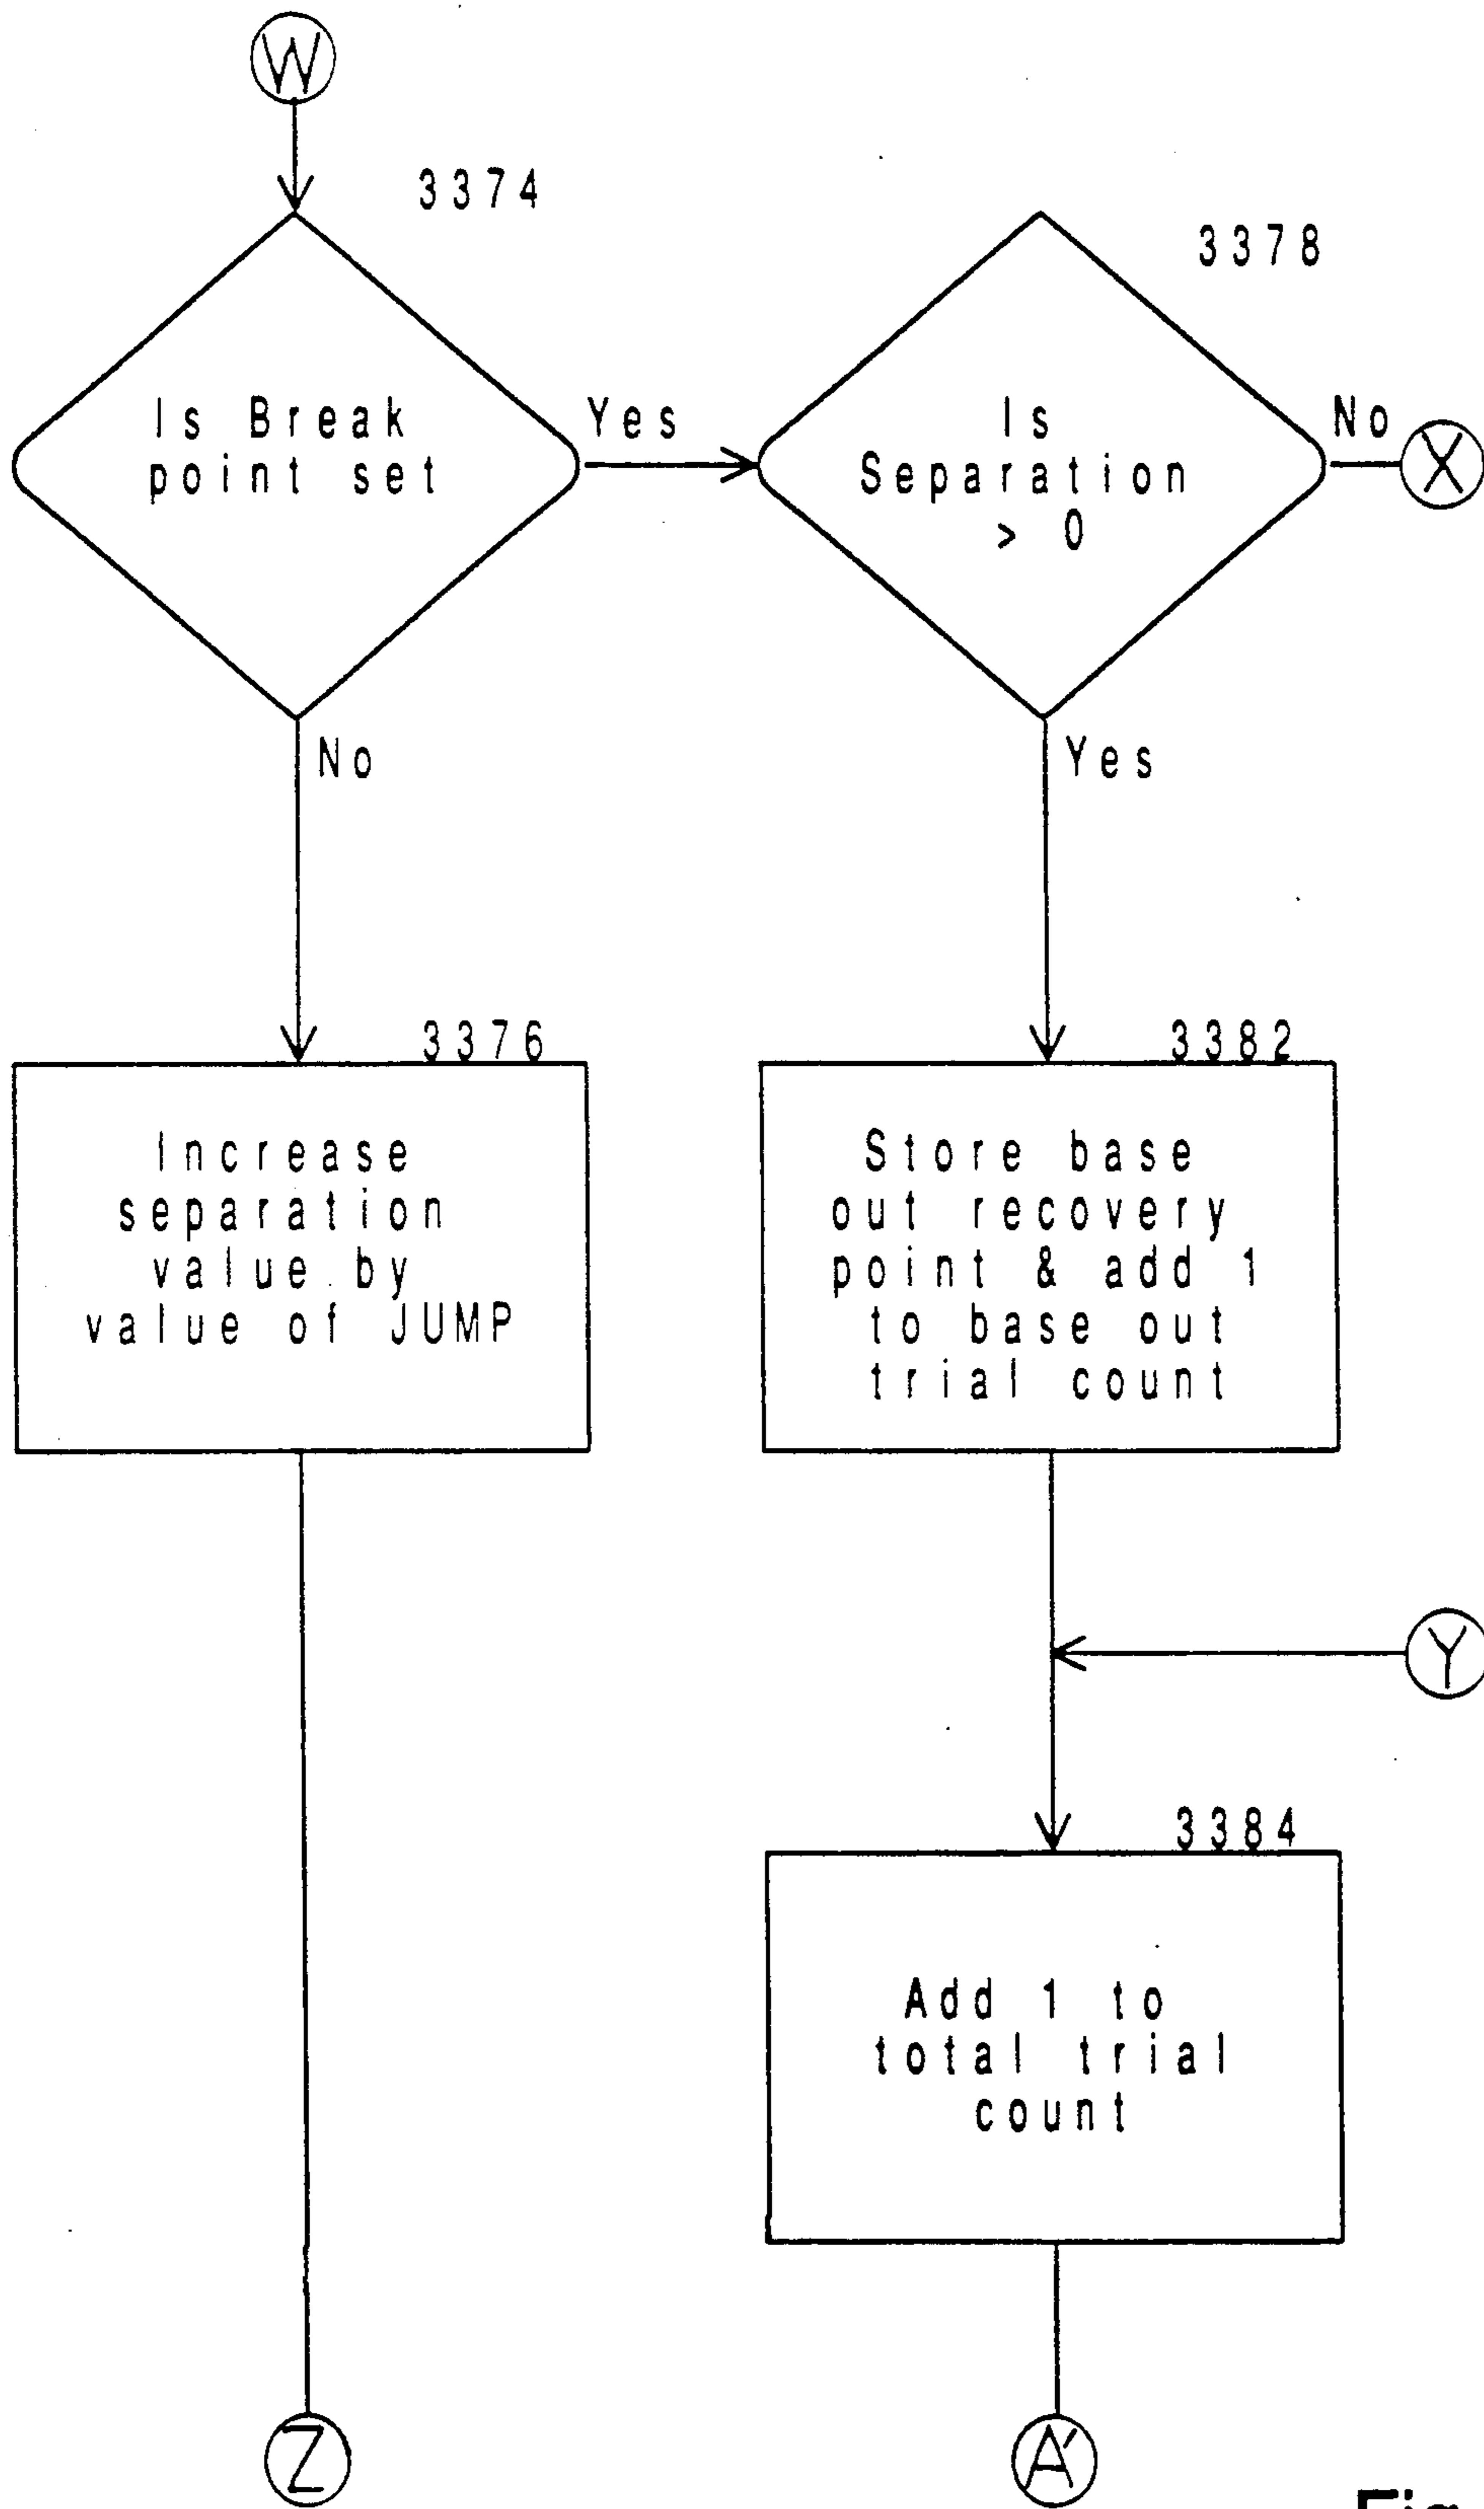 W
3374
3378
Is Break
point set
Yes
Is
Separation
> 0
No
X
No
Yes
3376
3382
Increase
separation
value by
value of JUMP
Store base
out recovery
point & add 1
to base out
trial count
Y
3384
Add 1 to
total trial
count
Z
A'